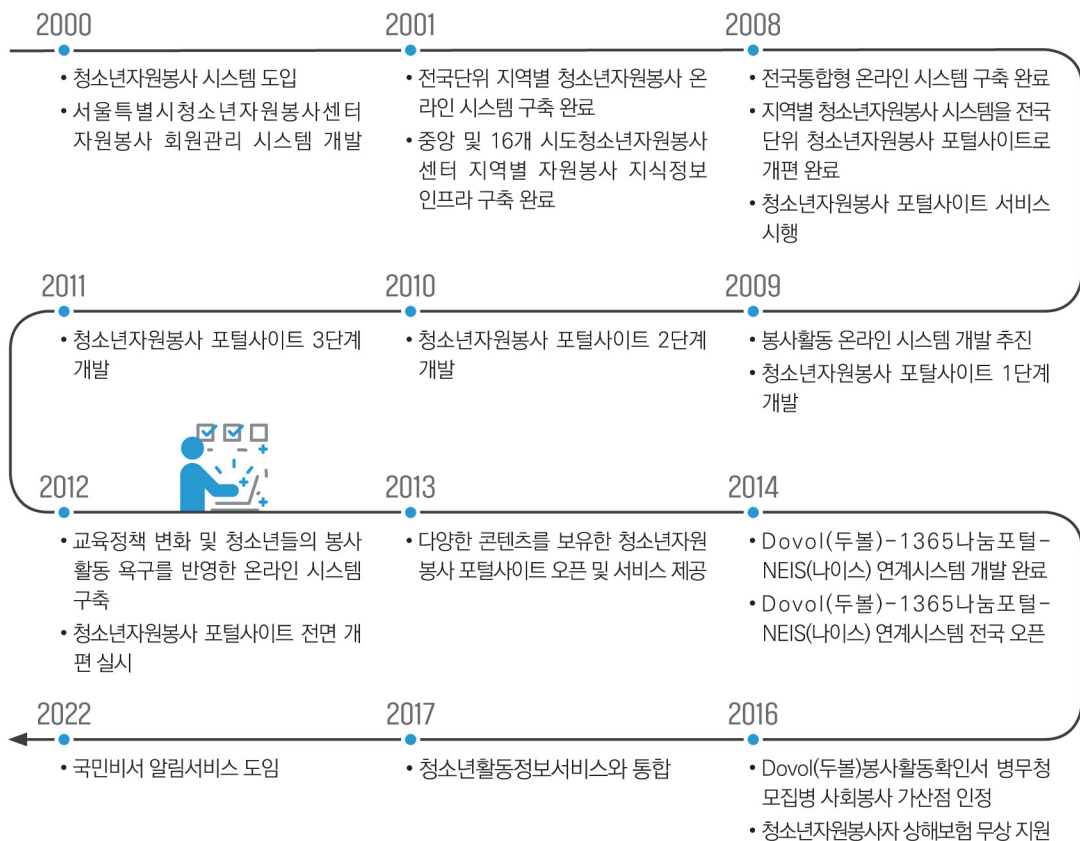 2000
• 청소년자원봉사 시스템 도입
• 서울특별시청소년자원봉사센터
자원봉사 회원관리 시스템 개발
2001
• 전국단위 지역별 청소년자원봉사 온
라인 시스템 구축 완료
• 중앙 및 16개 시도청소년자원봉사
센터 지역별 자원봉사 지식정보
인프라 구축 완료
2008
• 전국통합형 온라인 시스템 구축 완료
• 지역별 청소년자원봉사 시스템을 전국
단위 청소년자원봉사 포털사이트로
개편 완료
• 청소년자원봉사 포털사이트 서비스
시행
2009
• 봉사활동 온라인 시스템 개발 추진
• 청소년자원봉사 포탈사이트 1단계
개발
2010
• 청소년자원봉사 포털사이트 2단계
개발
2011
• 청소년자원봉사 포털사이트 3단계
개발
2012
• 교육정책 변화 및 청소년들의 봉사
활동 욕구를 반영한 온라인 시스템
구축
• 청소년자원봉사 포털사이트 전면 개
편 실시
2013
• 다양한 콘텐츠를 보유한 청소년자원
봉사 포털사이트 오픈 및 서비스 제공
2014
• Dovol(두볼)-1365나눔포털-
NEIS(나이스) 연계시스템 개발 완료
• Dovol(두볼)-1365나눔포털-
NEIS(나이스) 연계시스템 전국 오픈
2016
• Dovol(두볼)봉사활동확인서 병무청
모집병 사회봉사 가산점 인정
• 청소년자원봉사자 상해보험 무상 지원
2017
• 청소년활동정보서비스와 통합
2022
• 국민비서 알림서비스 도임